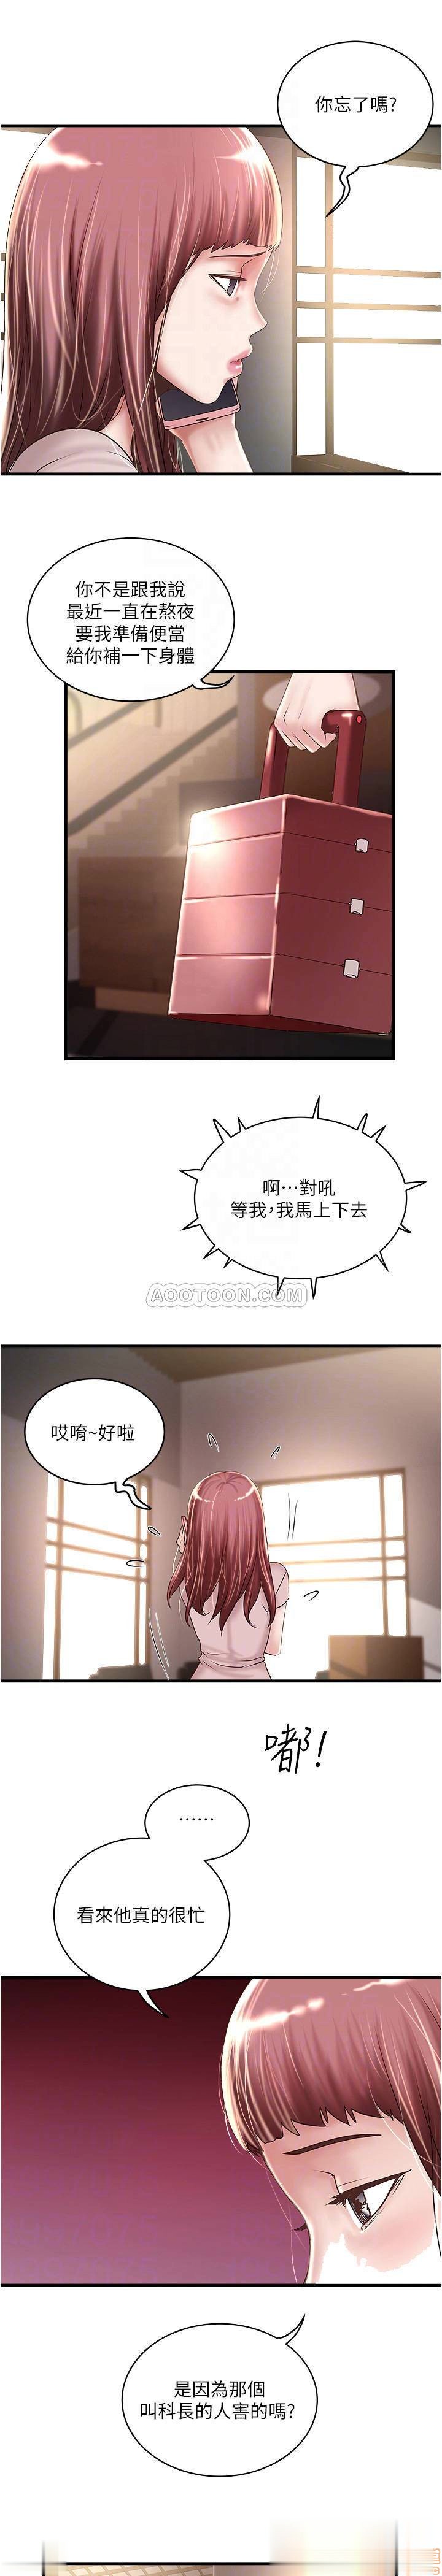 你忘了嗎?
你不是跟我說
最近一直在熬夜
要我準備便當
給你補一下身體
啊…對吼
等我,我馬上下去
AOOTOON.COM
哎唷~好啦
嘟!
……
看來他真的很忙
是因為那個
叫科長的人害的嗎?